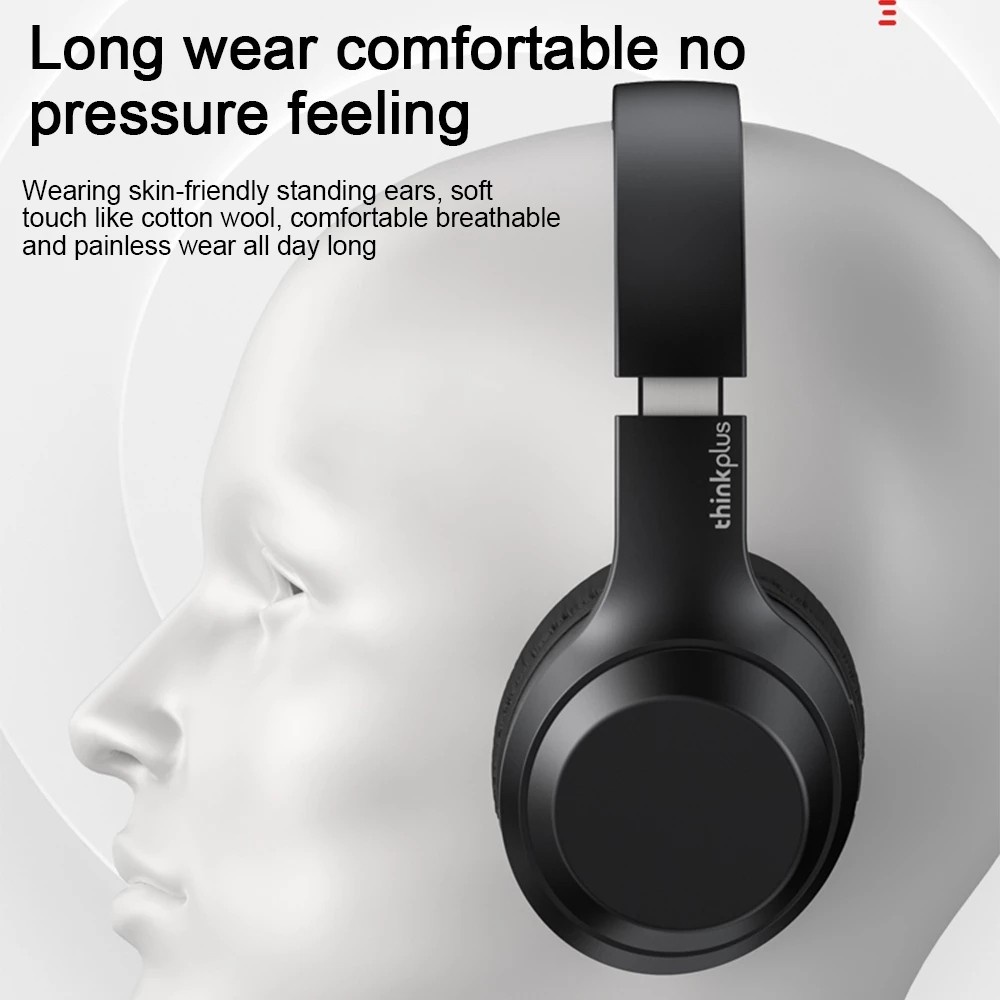 Long wear comfortable no
pressure feeling
Wearing skin-friendly standing ears, soft
touch like cotton wool, comfortable breathable
and painless wear all day long
thinkplus